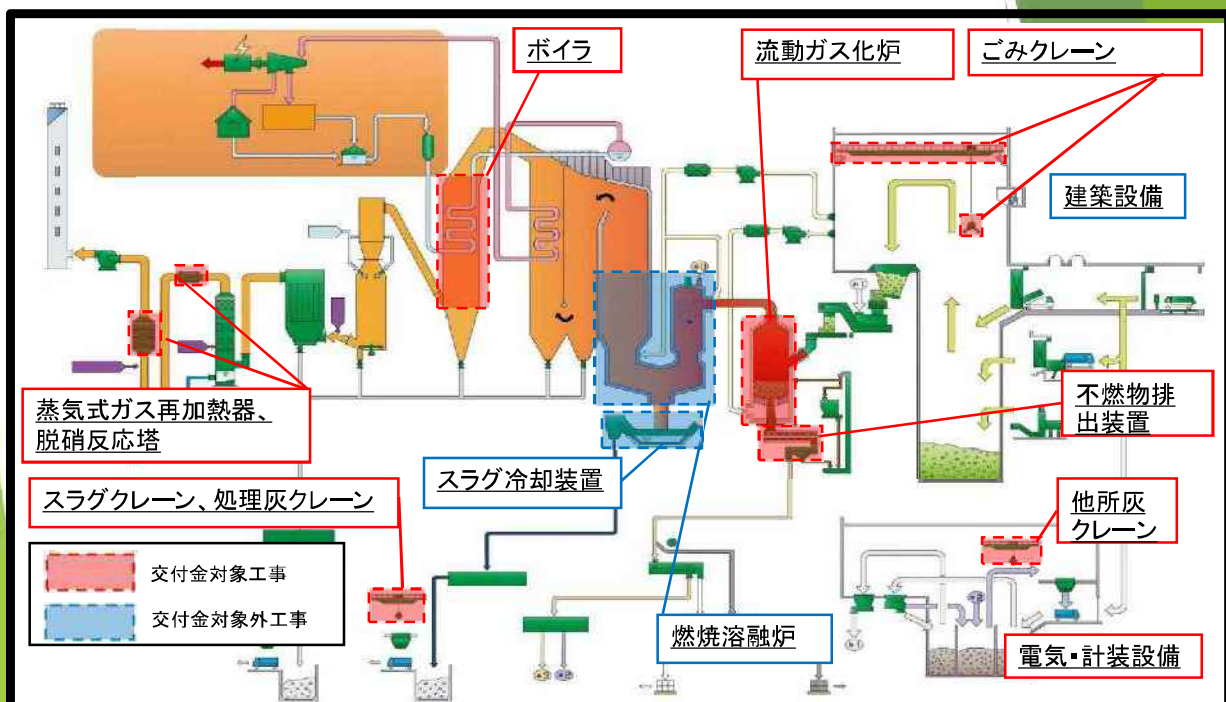 ボイラ
流動ガス化炉
ごみクレーン
建築設備
蒸気式ガス再加熱器、
脱硝反応塔
不燃物排
出装置
スラグ冷却装置
スラグクレーン、処理灰クレーン
他所灰
クレーン
交付金対象工事
交付金対象外工事
燃焼溶融炉
電気・計装設備